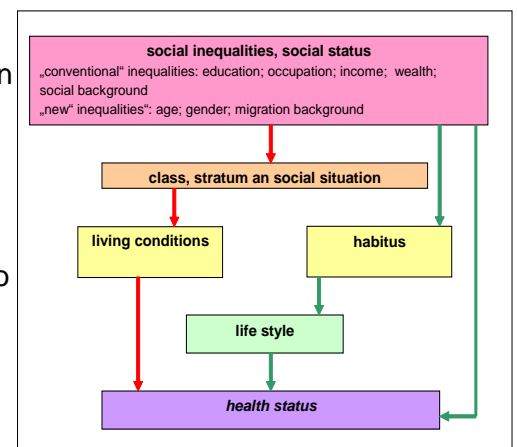 social inequalities, social status
„conventional“ inequalities: education; occupation; income; wealth;
social background
„new“ inequalities“: age; gender; migration background
class, stratum an social situation
living conditions
habitus
life style
health status